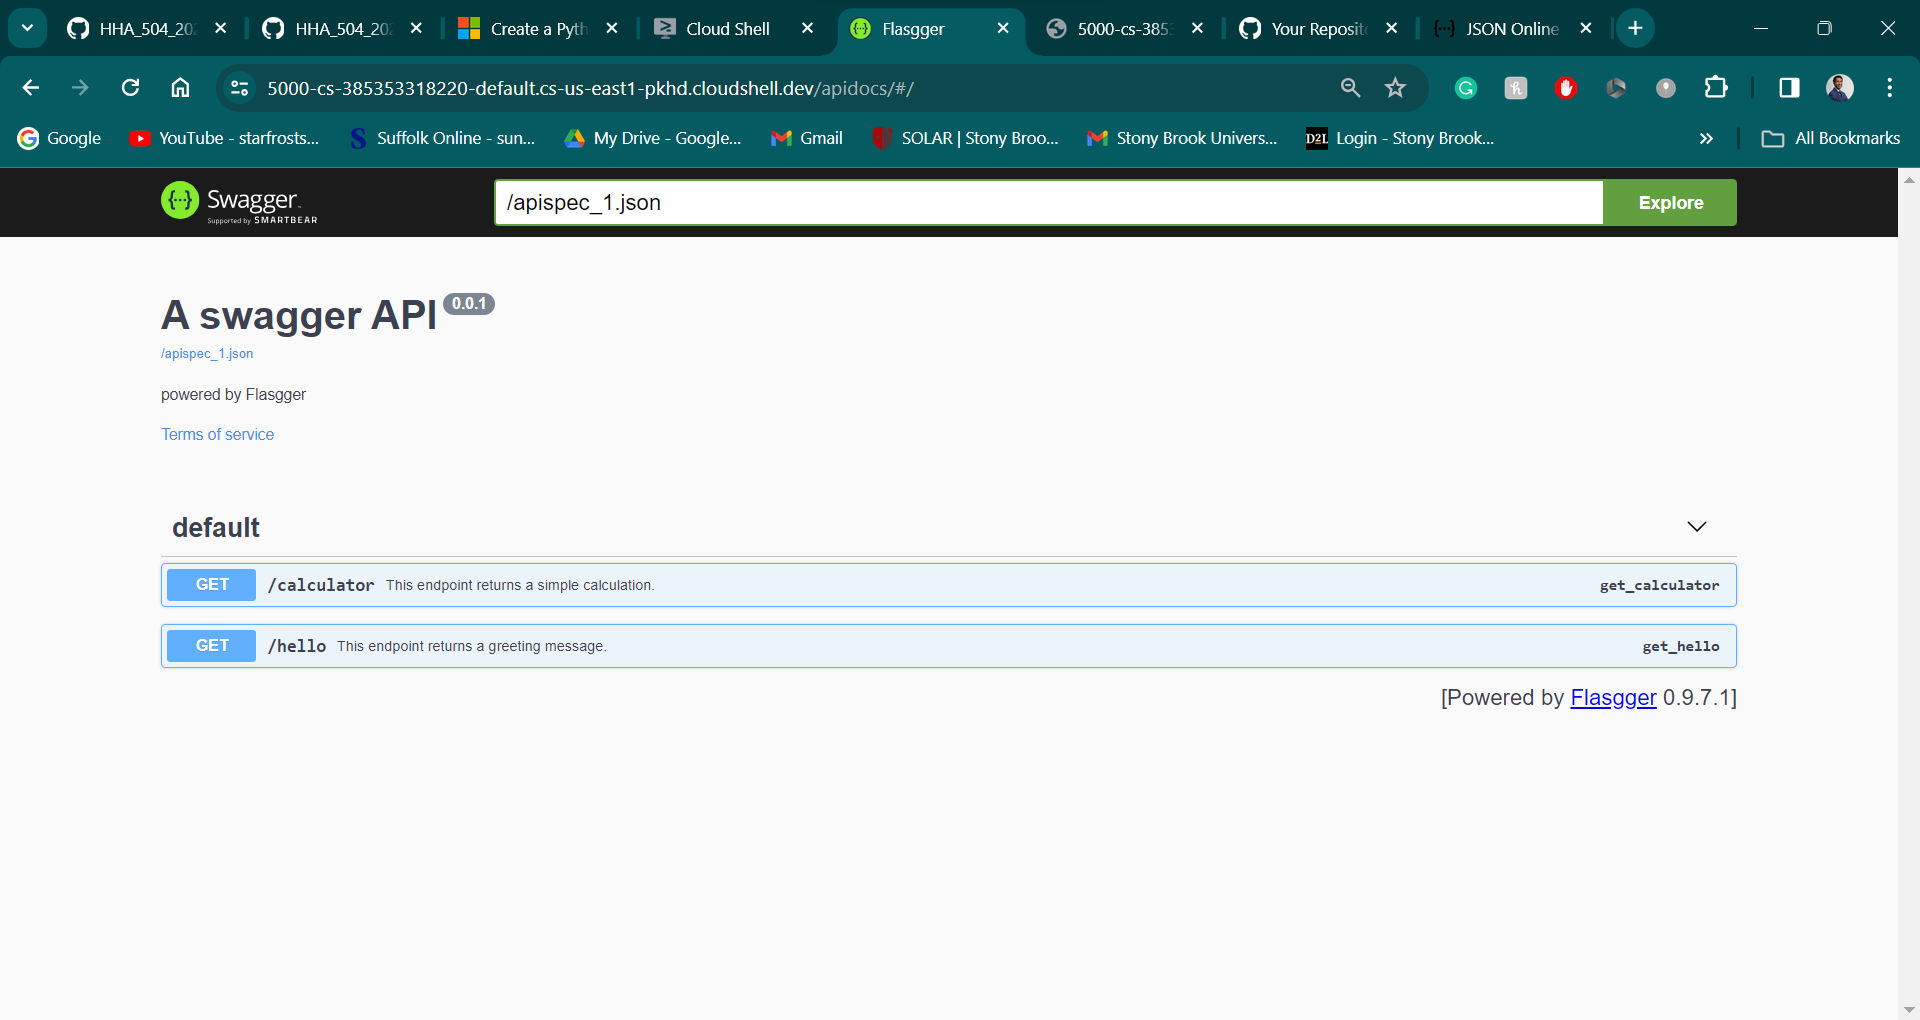 HHA_504_202
HHA_504_202
Create a Pyth
Cloud Shell
Flasgger
5000-cs-3853
Your Reposit
JSON Online
5000-cs-385353318220-default.cs-us-east1-pkhd.cloudshell.dev/apidocs/#/
Google
YouTube - starfrosts...
Suffolk Online - sun...
My Drive - Google...
Gmail
SOLAR | Stony Broo...
Stony Brook Univers...
D2L
Login - Stony Brook...
All Bookmarks
Swagger
Supported by SMARTBEAR
/apispec_1.json
Explore
A swagger API 0.0.1
/apispec_1.json
powered by Flasgger
Terms of service
default
GET /calculator This endpoint returns a simple calculation. get_calculator
GET /hello This endpoint returns a greeting message. get_hello
[Powered by Flasgger 0.9.7.1]